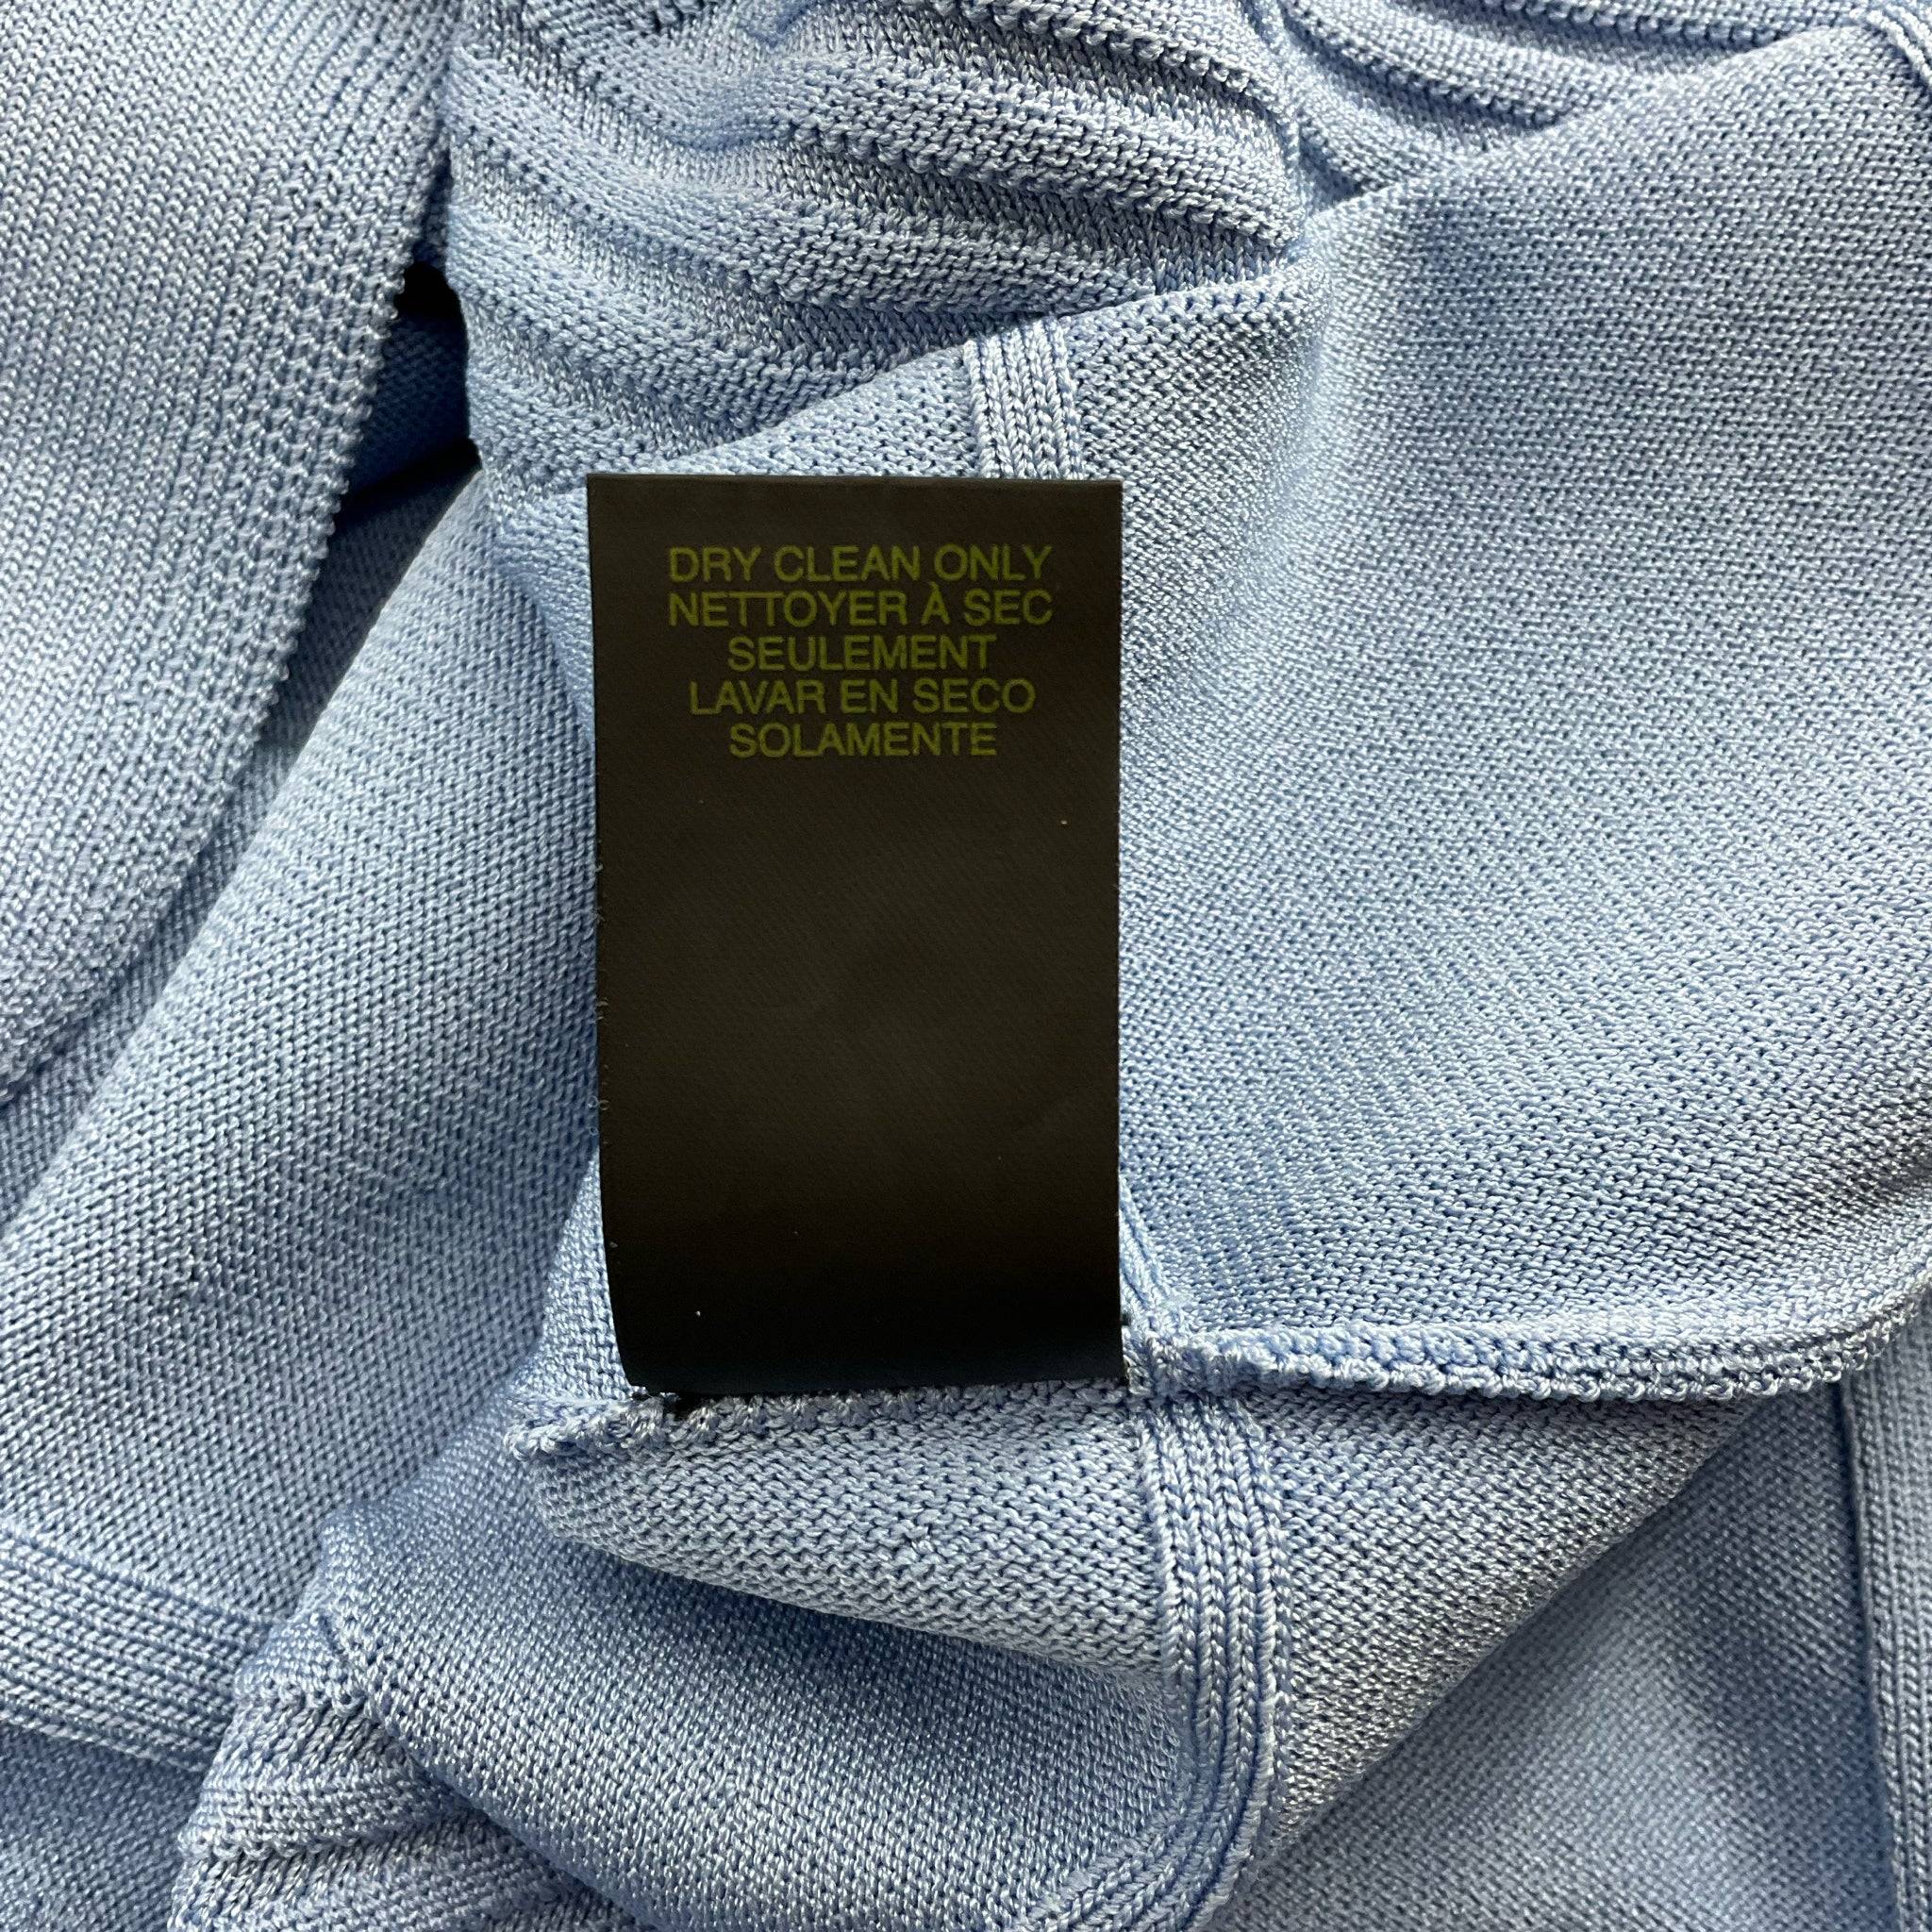 DRY CLEAN ONLY
NETTOYER À SEC
SEULEMENT
LAVAR EN SECO
SOLAMENTE